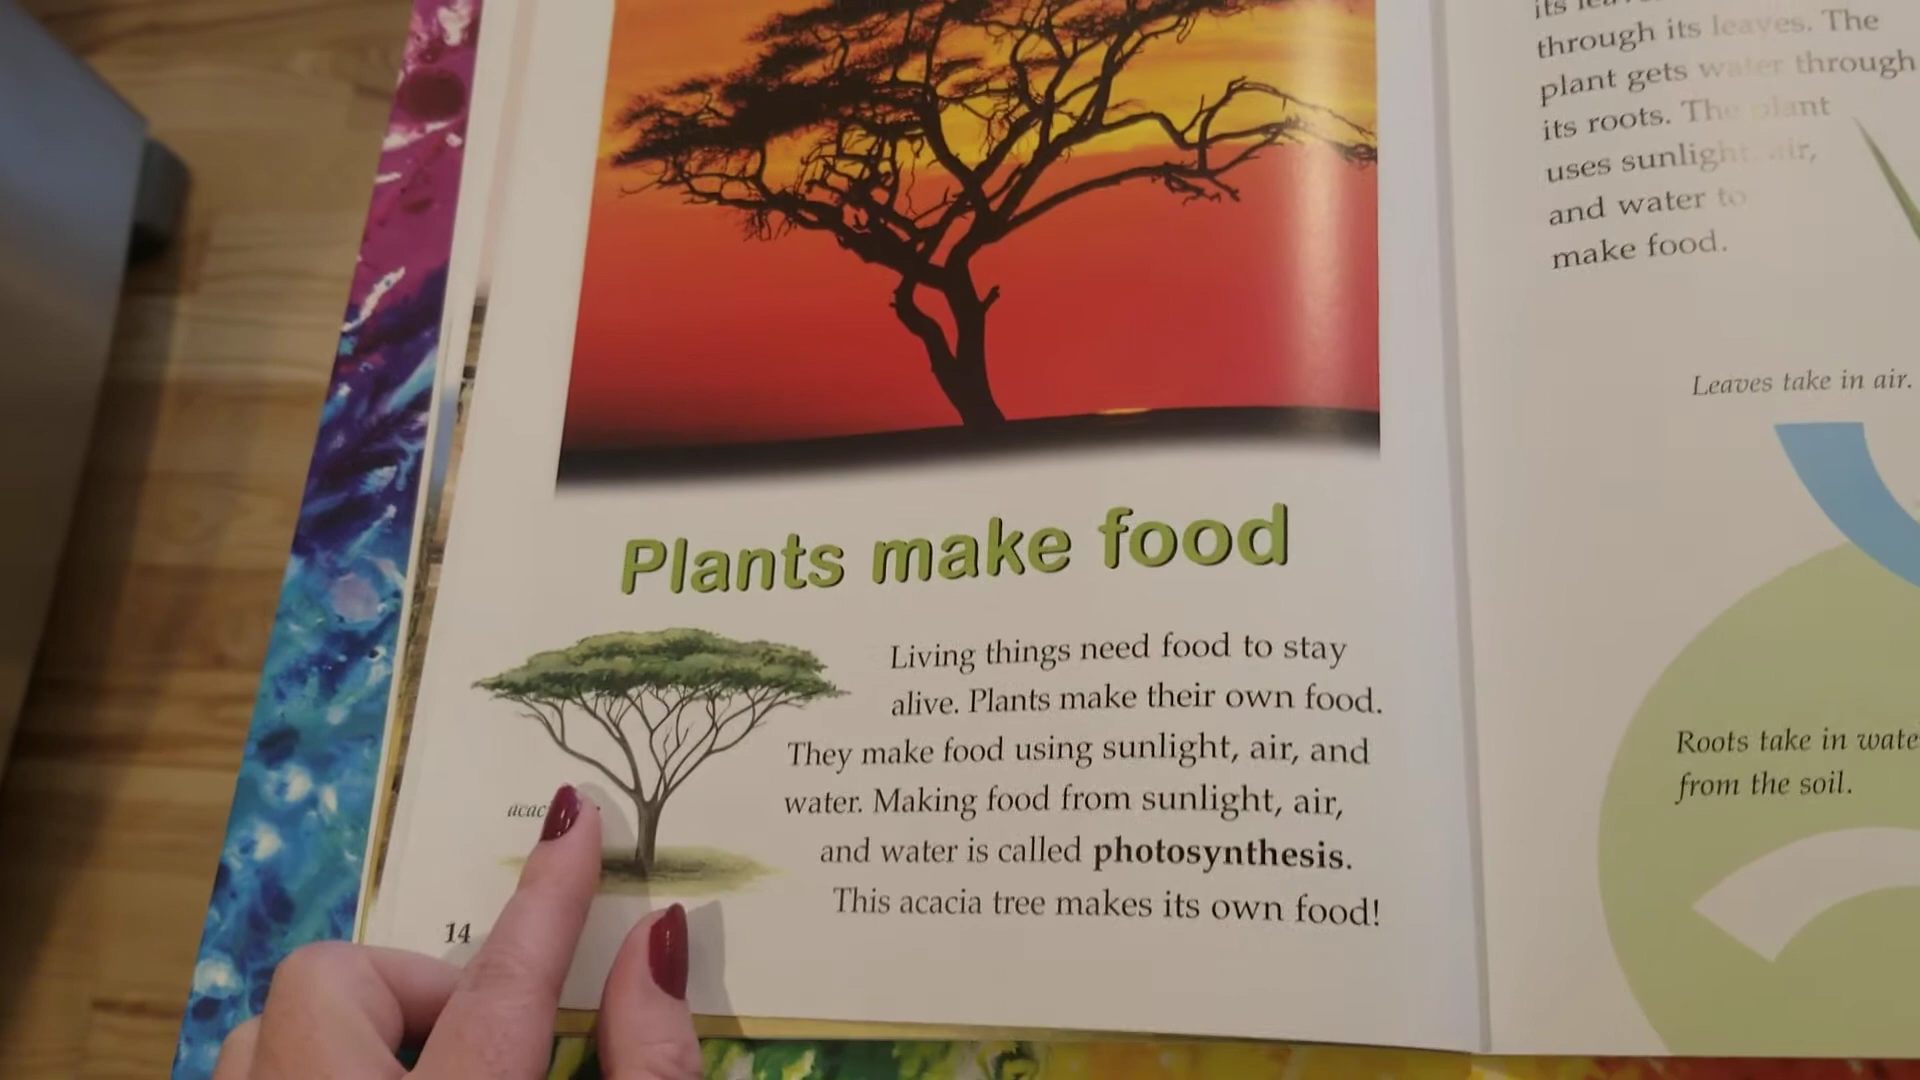 Plants make food
Living things need food to stay
alive. Plants make their own food.
They make food using sunlight, air, and
water. Making food from sunlight, air,
and water is called photosynthesis.
This acacia tree makes its own food!
14
its
through its leaves. The
plant gets water through
its roots. The plant
uses sunlight, air,
and water to
make food.
Leaves take in air.
Roots take in
from the soil.